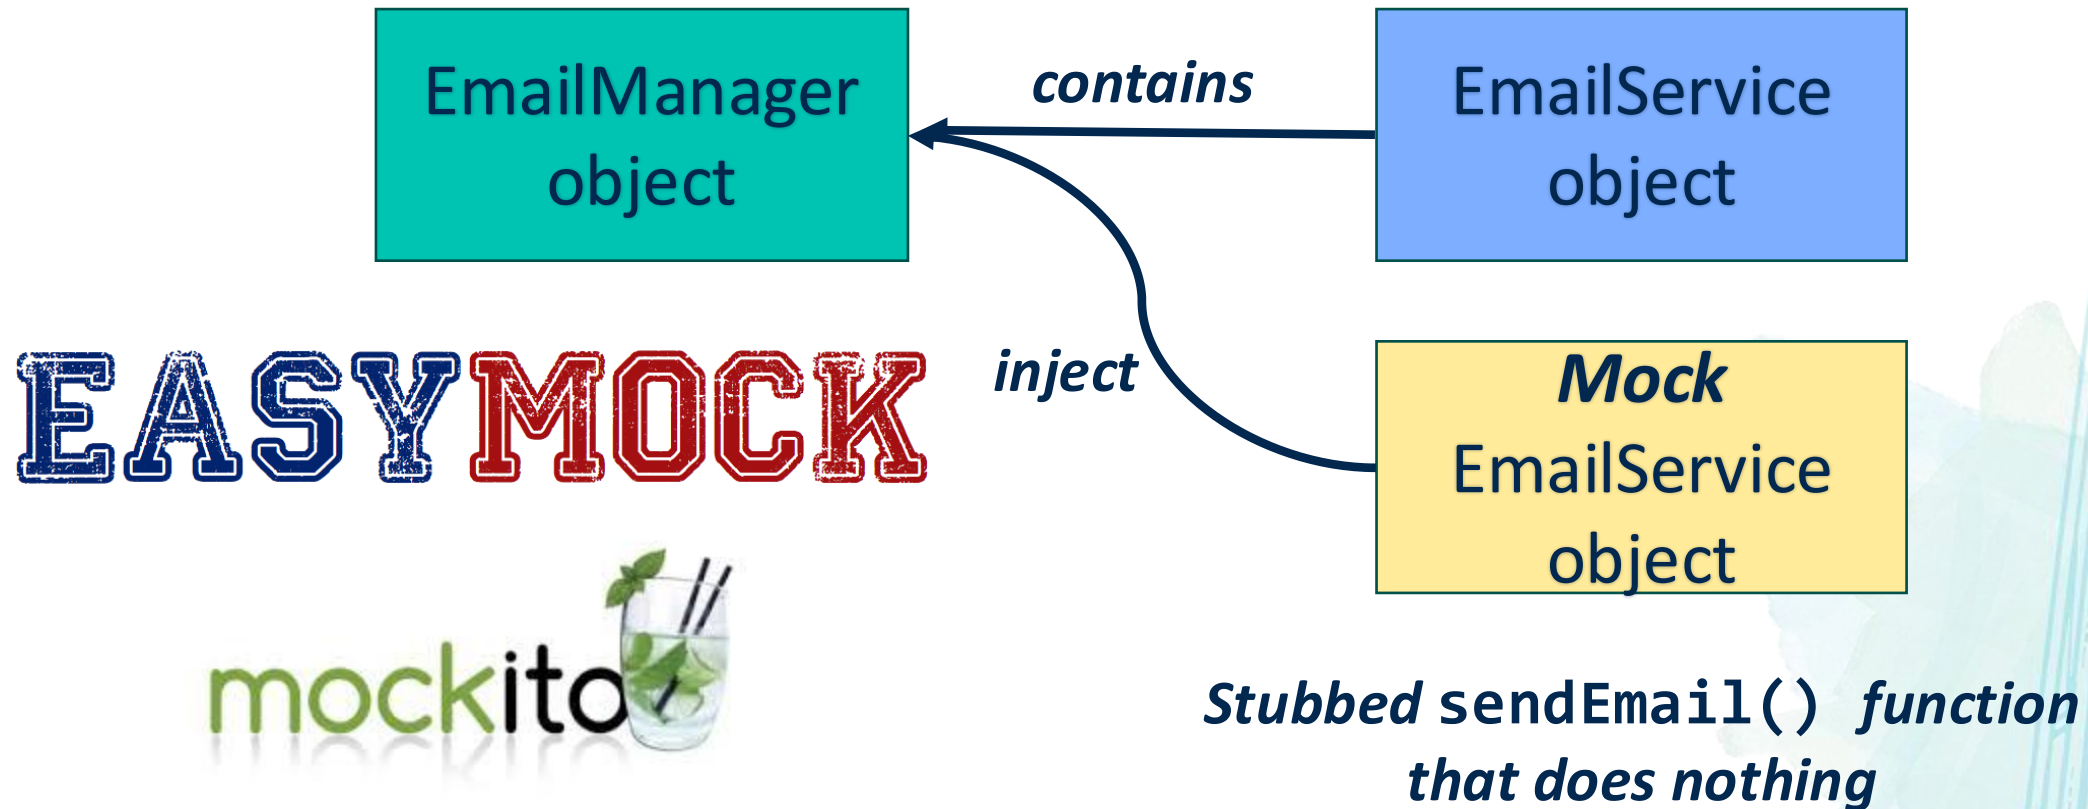 EmailManager
object
contains
EmailService
object
EASYMOCK
inject
Mock
EmailService
object
mockito
Stubbed sendEmail() function
that does nothing